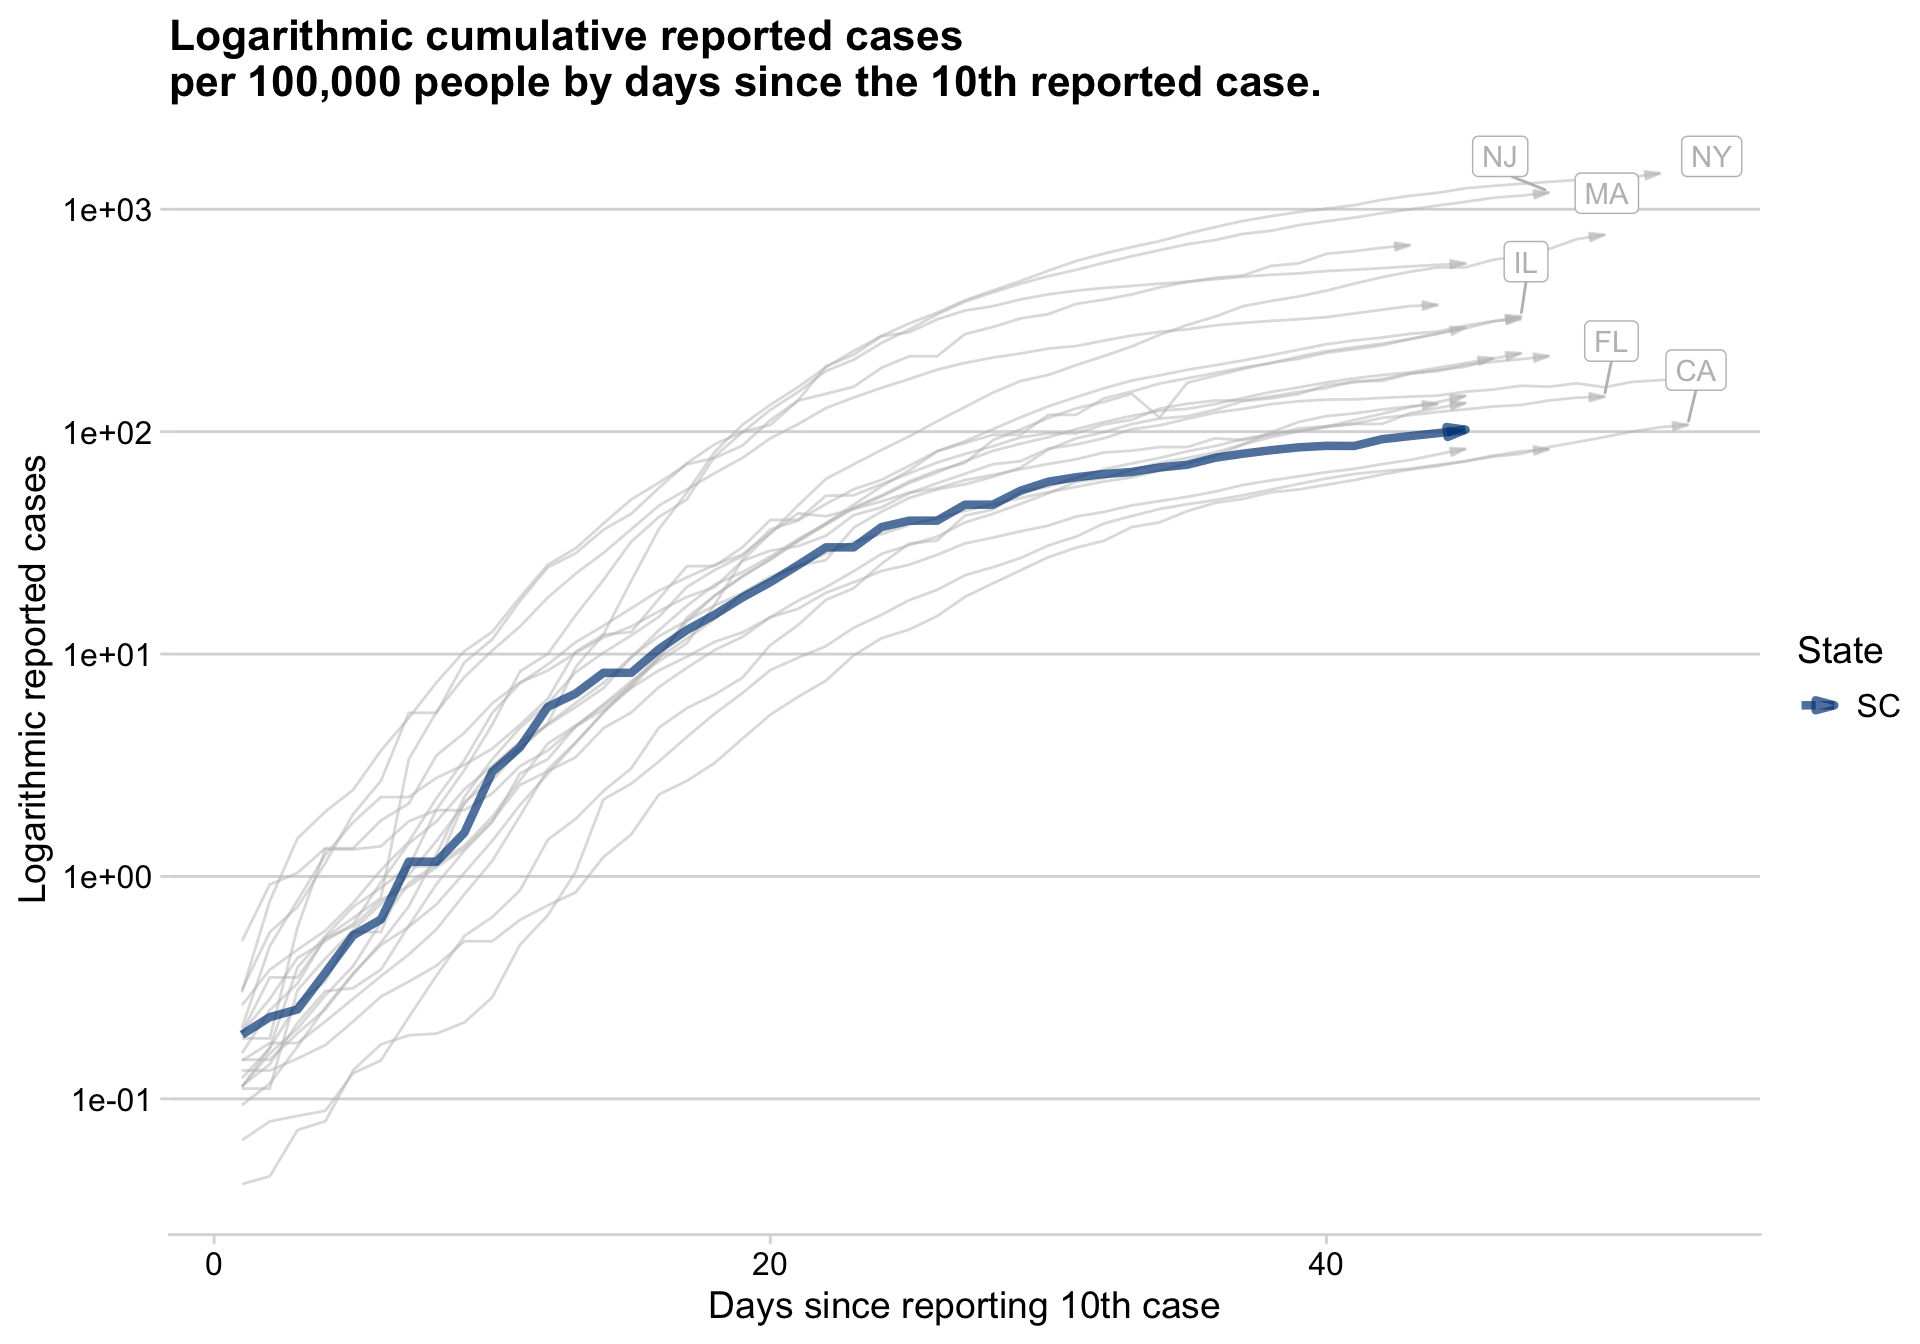 Logarithmic cumulative reported cases
per 100,000 people by days since the 10th reported case.
NJ
NY
MA
IL
FL
CA
1e+03
1e+02
1e+01
1e+00
1e-01
Logarithmic reported cases
0
20
40
Days since reporting 10th case
State
SC